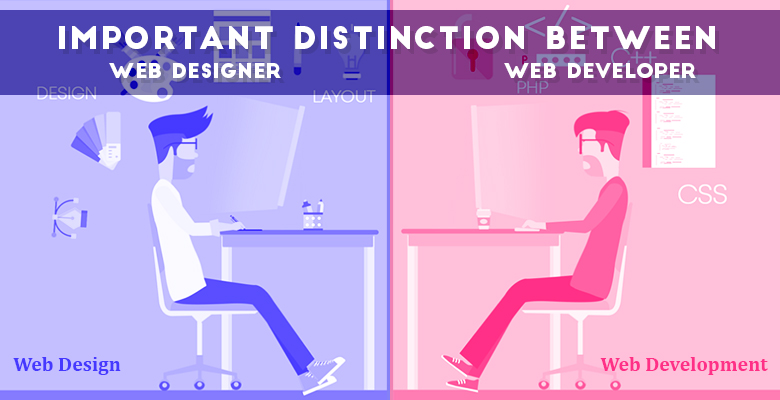 IMPORTANT DISTINCTION BETWEEN
WEB DESIGNER
WEB DEVELOPER
DESIGN
LAYOUT
P
C++
PHP
CSS
Web Design
Web Development